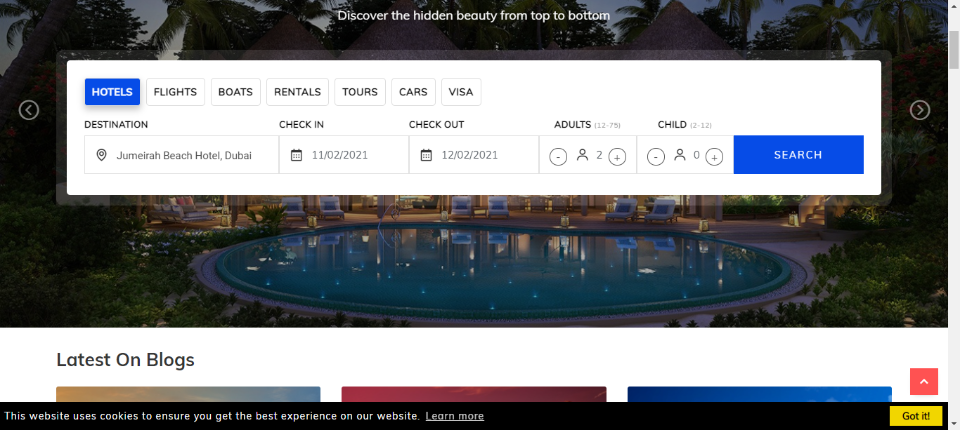 Discover the hidden beauty from top to bottom
HOTELS FLIGHTS BOATS RENTALS TOURS CARS VISA
DESTINATION CHECK IN CHECK OUT ADULTS (12-75) CHILD (2-12)
Jumeirah Beach Hotel, Dubai 11/02/2021 12/02/2021 - 2 + - 0 + SEARCH
Latest On Blogs
This website uses cookies to ensure you get the best experience on our website. Learn more Got it!